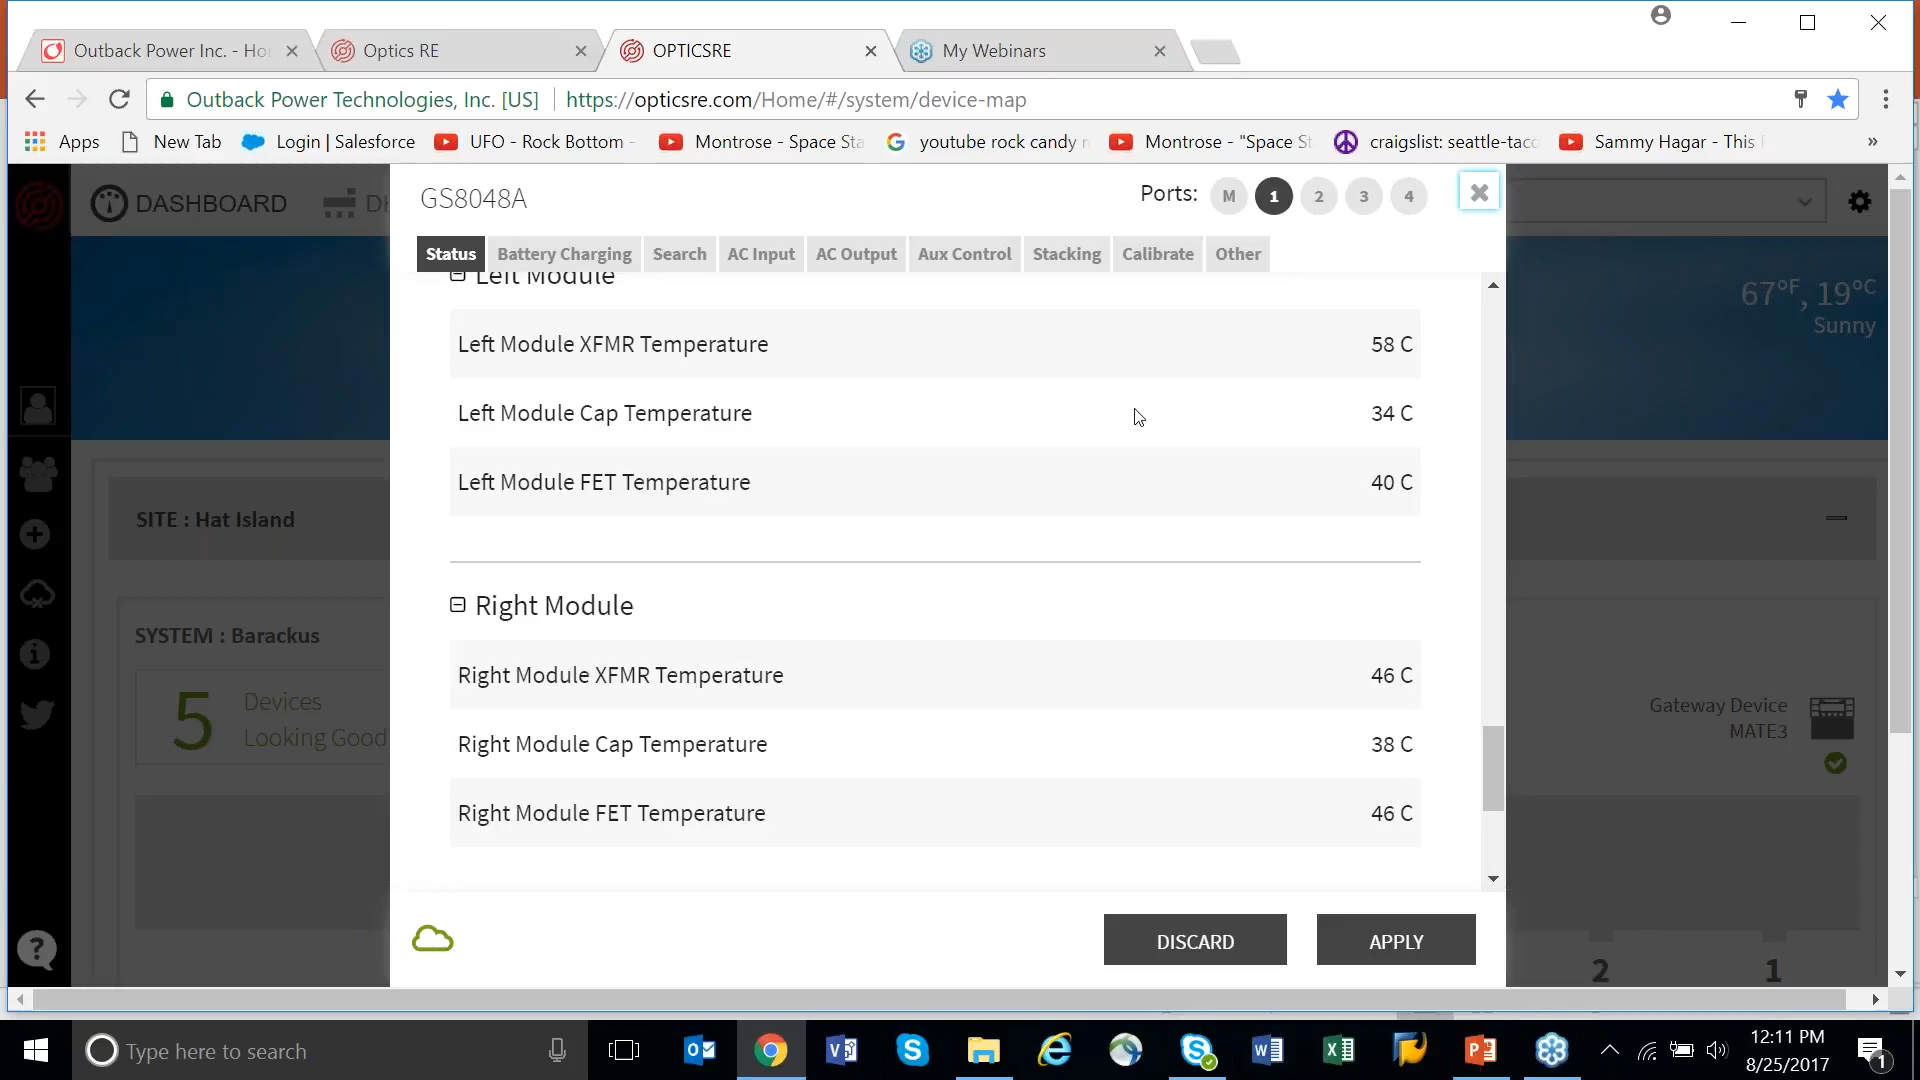 Outback Power Inc. - Ho
Optics RE
OPTICSRE
My Webinars
Outback Power Technologies, Inc. [US]
https://opticsre.com/Home/#/system/device-map
Apps
New Tab
Login | Salesforce
UFO - Rock Bottom -
Montrose - Space Sta
youtube rock candy
Montrose - "Space St
craigslist: seattle-taco
Sammy Hagar - This
»
DASHBOARD
GS8048A
Ports: M 1 2 3 4
Status
Battery Charging
Search
AC Input
AC Output
Aux Control
Stacking
Calibrate
Other
67°F, 19°C
Sunny
Left Module
Left Module XFMR Temperature 58 C
Left Module Cap Temperature 34 C
Left Module FET Temperature 40 C
Right Module
Right Module XFMR Temperature 46 C
Right Module Cap Temperature 38 C
Right Module FET Temperature 46 C
DISCARD
APPLY
SITE : Hat Island
SYSTEM : Barackus
5
Devices
Looking Good
Gateway Device
MATE3
2
1
Type here to search
12:11 PM
8/25/2017
1